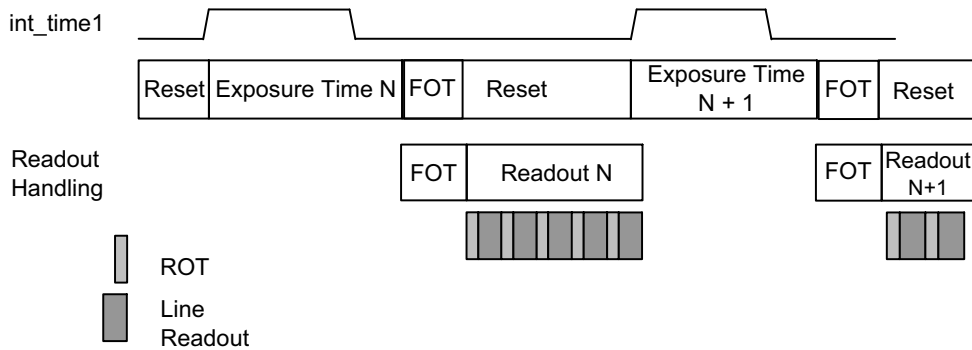 int_time1
Reset Exposure Time N FOT Reset Exposure Time
N + 1 FOT Reset
Readout
Handling
FOT Readout N FOT Readout
N+1
ROT
Line
Readout